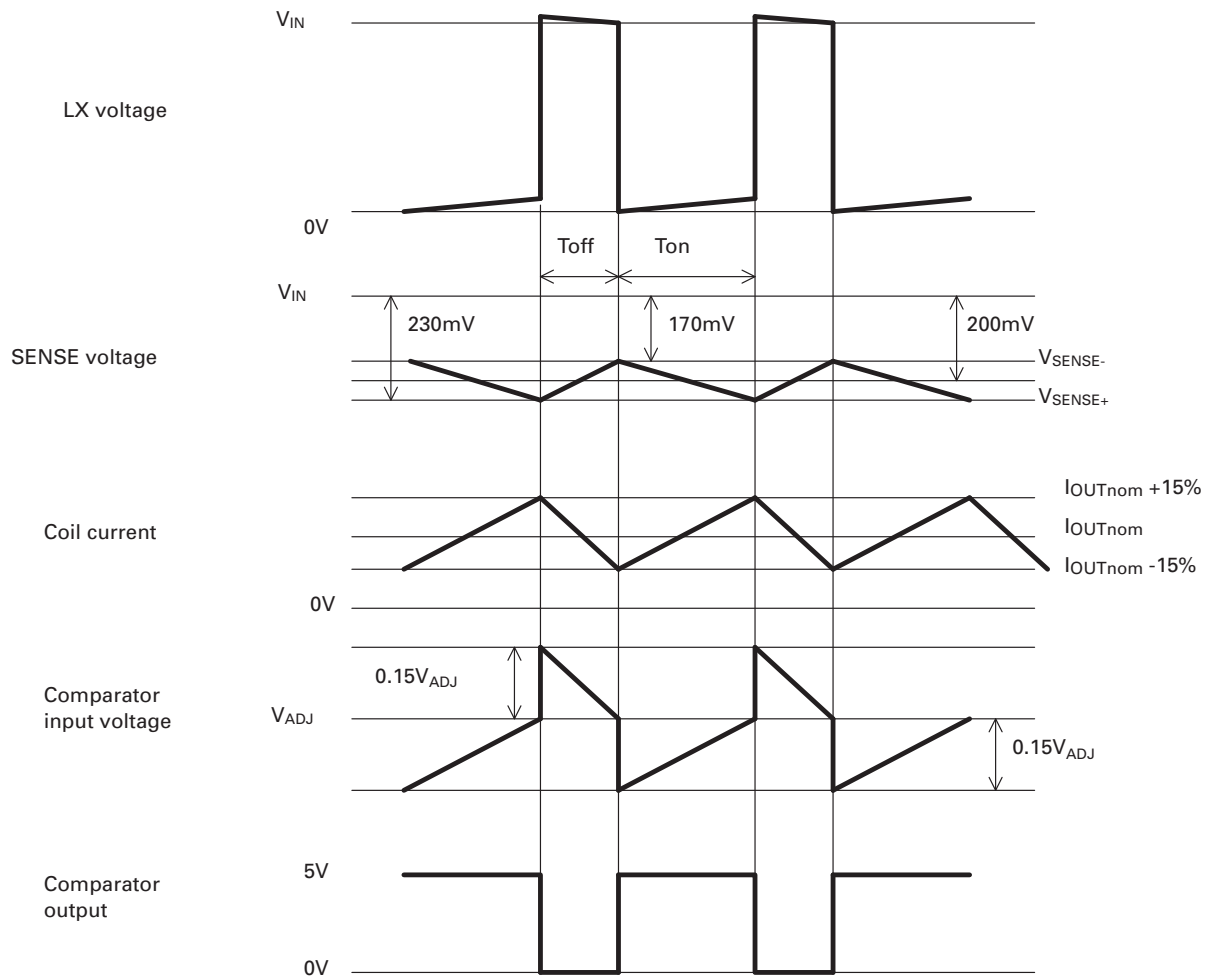 VIN
LX voltage
0V
Toff
Ton
VIN
230mV
170mV
200mV
SENSE voltage
VSENSE-
VSENSE+
IOUTnom +15%
Coil current
IOUTnom
IOUTnom -15%
0V
0.15VADJ
Comparator
input voltage
VADJ
0.15VADJ
5V
Comparator
output
0V